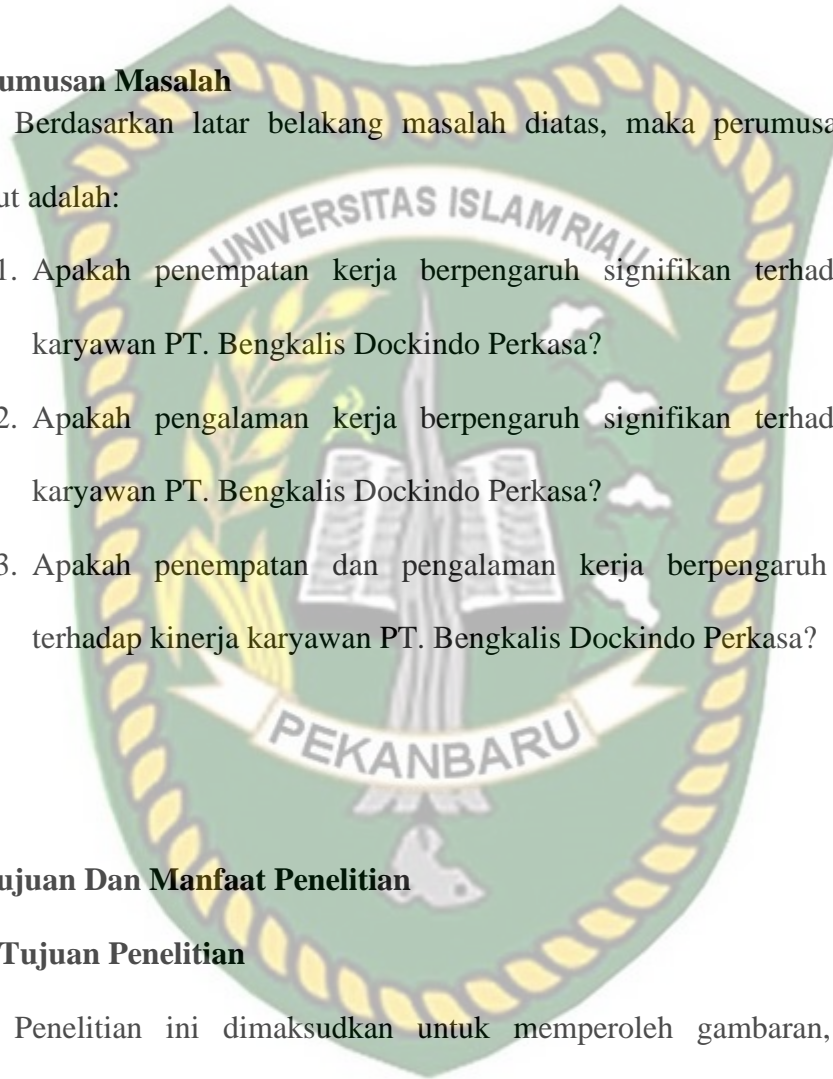 umusan Masalah
Berdasarkan latar belakang masalah diatas, maka perumusa
ut adalah:
UNIVERSITAS ISLAM RIAU
1. Apakah penempatan kerja berpengaruh signifikan terhad
karyawan PT. Bengkalis Dockindo Perkasa?
2. Apakah pengalaman kerja berpengaruh signifikan terhad
karyawan PT. Bengkalis Dockindo Perkasa?
3. Apakah penempatan dan pengalaman kerja berpengaruh
terhadap kinerja karyawan PT. Bengkalis Dockindo Perkasa?
PEKANBARU
ujuan Dan Manfaat Penelitian
Tujuan Penelitian
Penelitian ini dimaksudkan untuk memperoleh gambaran,